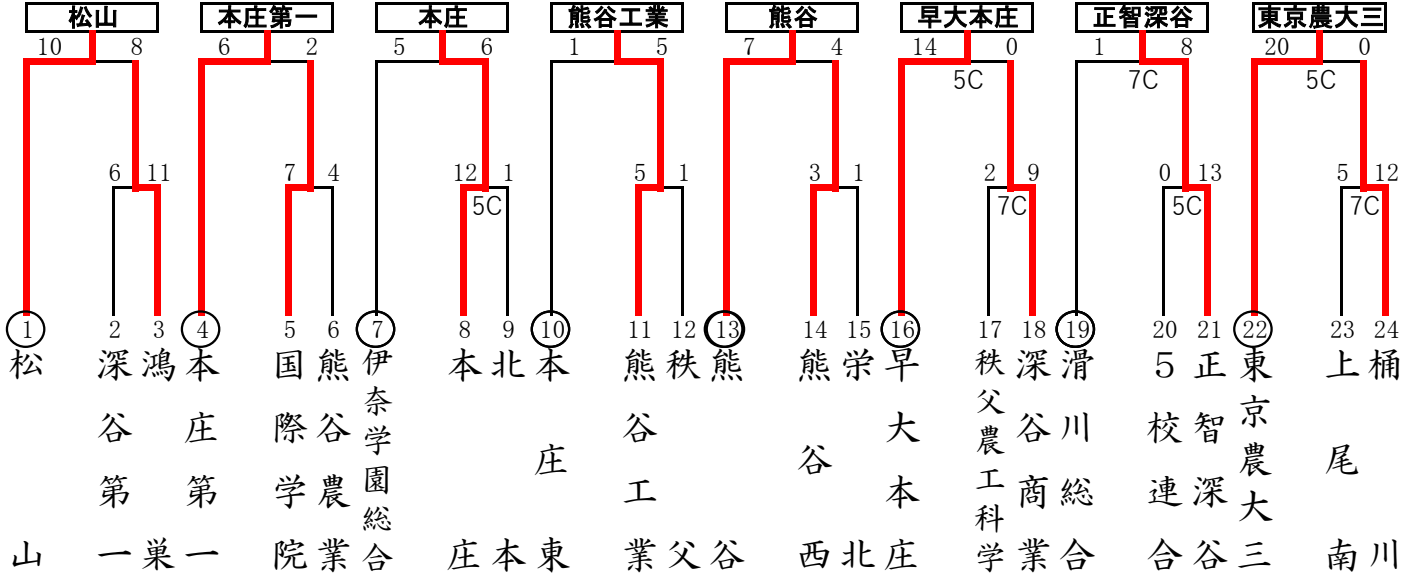 松山 本庄第一 本庄 熊谷工業 熊谷 早大本庄 正智深谷 東京農大三
10 8 6 2 5 6 1 5 7 4 14 0 1 8 20 0
5C 7C 5C
6 11 7 4 12 1 5 1 3 1 2 9 0 13 5 12
5C 7C 5C 7C
1 2 3 4 5 6 7 8 9 10 11 12 13 14 15 16 17 18 19 20 21 22 23 24
松山
深谷第一
鴻巣
本庄第一
国際学院
熊谷農業
伊奈学園総合
本庄
北本
本庄東
熊谷工業
秩父
熊谷
熊谷西
栄北
早大本庄
秩父農工科学
深谷商業
滑川総合
5校連合
正智深谷
東京農大三
上尾南
桶川